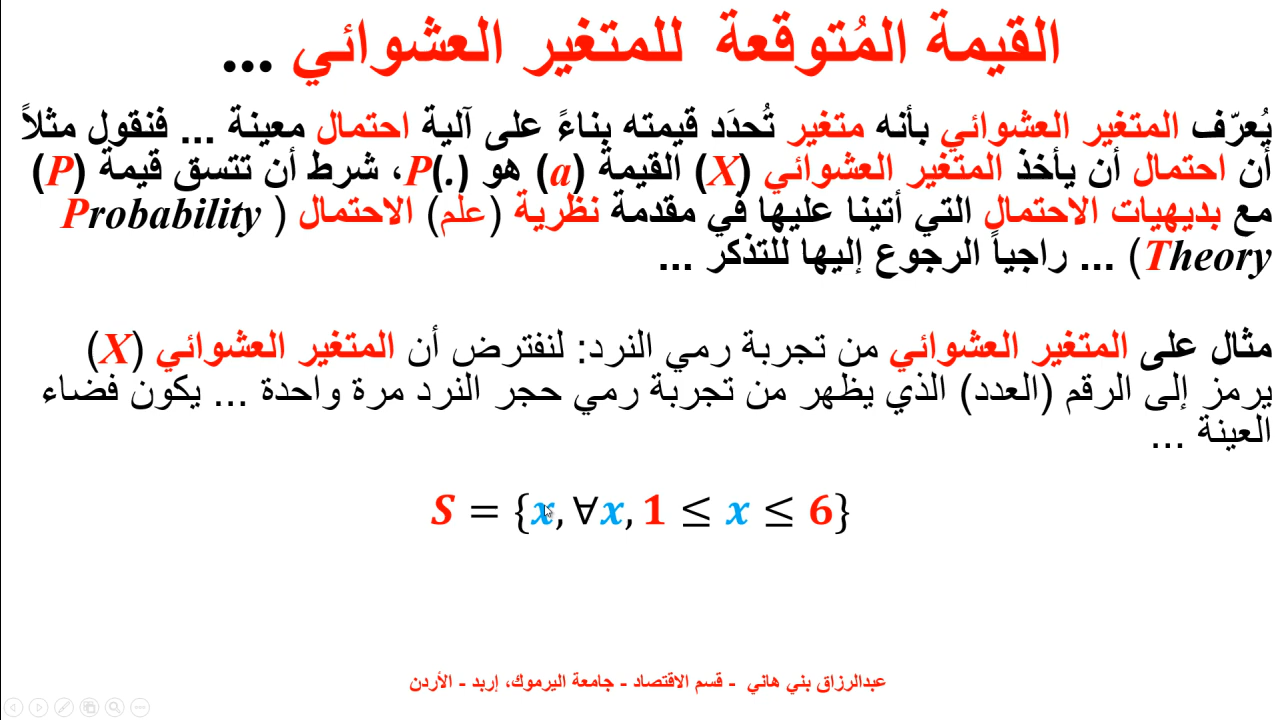 القيمة المُتوقعة للمتغير العشوائي ...
يُعرّف المتغير العشوائي بأنه متغير تُحدَد قيمته بناءً على آلية احتمال معينة ... فنقول مثلاً
أن احتمال أن يأخذ المتغير العشوائي (X) القيمة (a) هو P(.)، شرط أن تتسق قيمة (P)
مع بديهيات الاحتمال التي أتينا عليها في مقدمة نظرية (علم) الاحتمال (Probability
Theory) ... راجياً الرجوع إليها للتذكر ...
مثال على المتغير العشوائي من تجربة رمي النرد: لنفترض أن المتغير العشوائي (X)
يرمز إلى الرقم (العدد) الذي يظهر من تجربة رمي حجر النرد مرة واحدة ... يكون فضاء
العينة ...
S = {x, ∀x, 1 ≤ x ≤ 6}
عبدالرزاق بني هاني - قسم الاقتصاد - جامعة اليرموك، إربد - الأردن